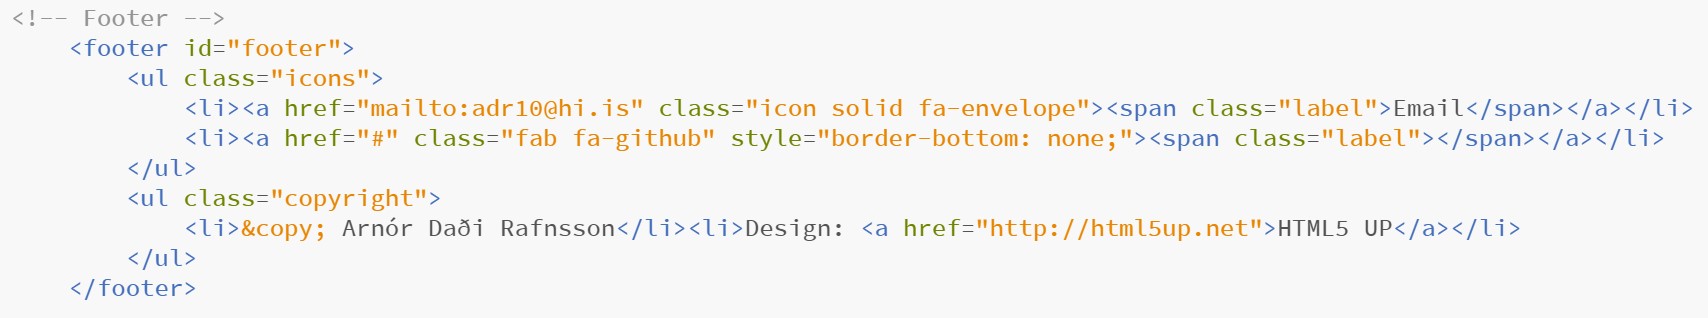 <!-- Footer -->
    <footer id="footer">
        <ul class="icons">
            <li><a href="mailto:adr10@hi.is" class="icon solid fa-envelope"><span class="label">Email</span></a></li>
            <li><a href="#" class="fab fa-github" style="border-bottom: none;"><span class="label"></span></a></li>
        </ul>
        <ul class="copyright">
            <li>&copy; Arnór Daði Rafnsson</li><li>Design: <a href="http://html5up.net">HTML5 UP</a></li>
        </ul>
    </footer>